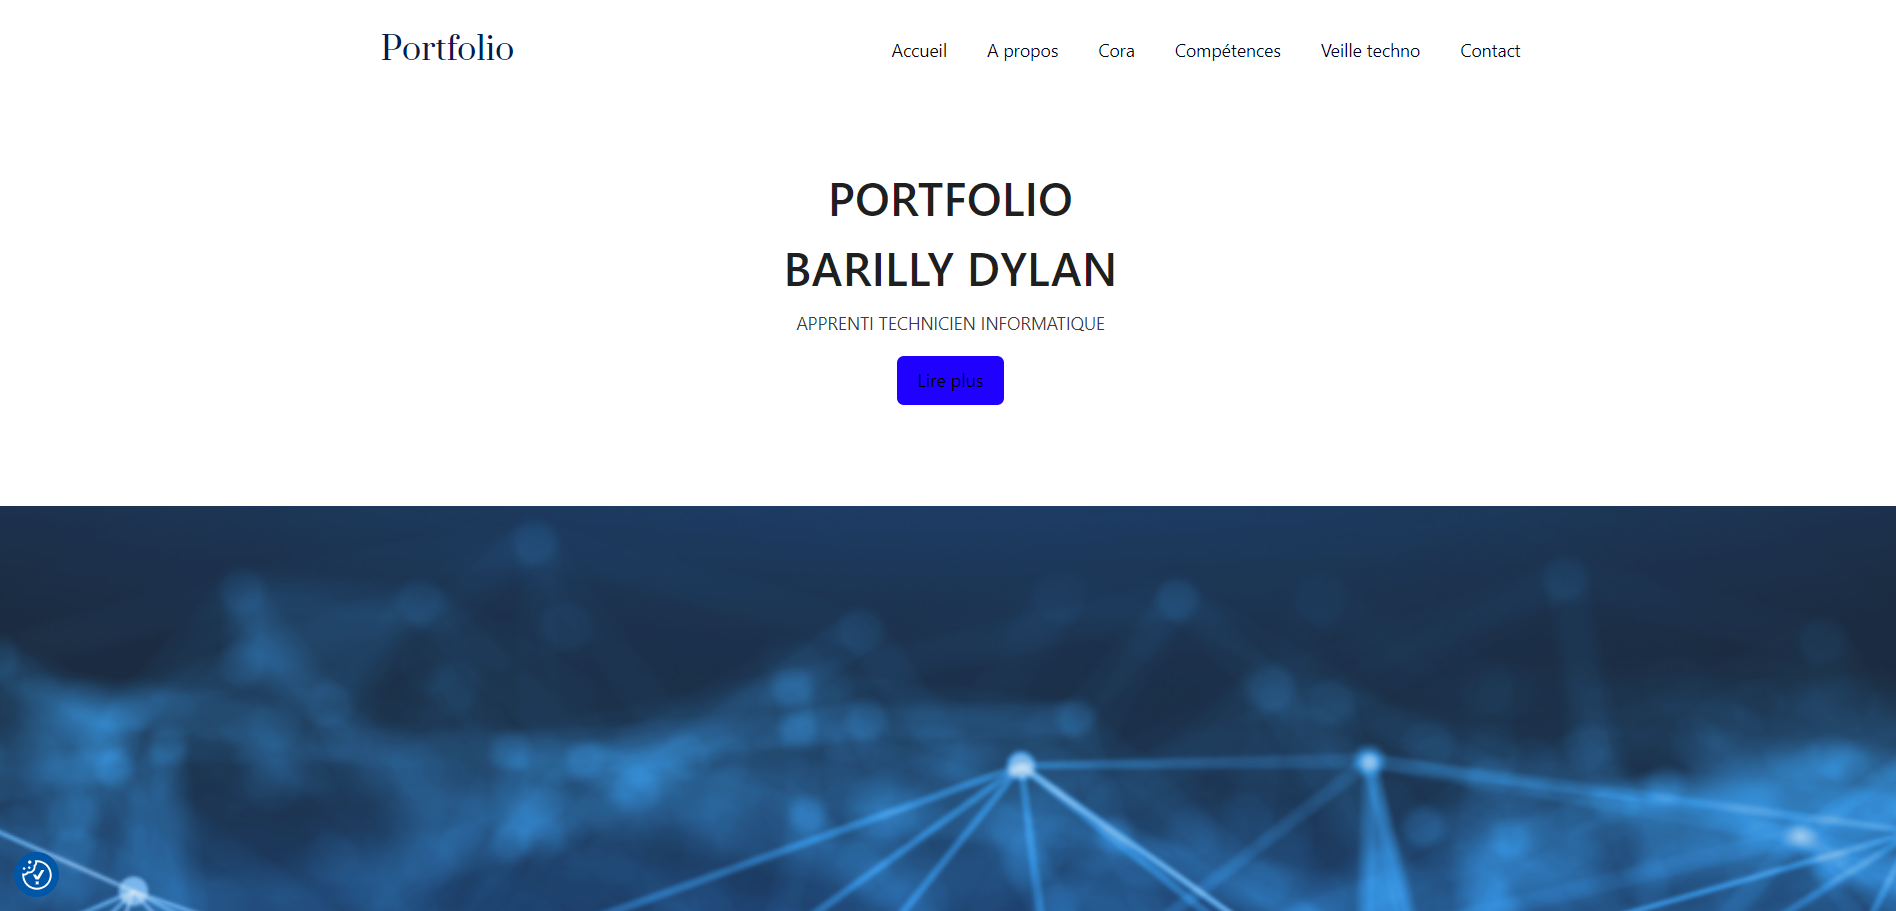 Portfolio
Accueil A propos Cora Compétences Veille techno Contact
PORTFOLIO
BARILLY DYLAN
APPRENTI TECHNICIEN INFORMATIQUE
Lire plus